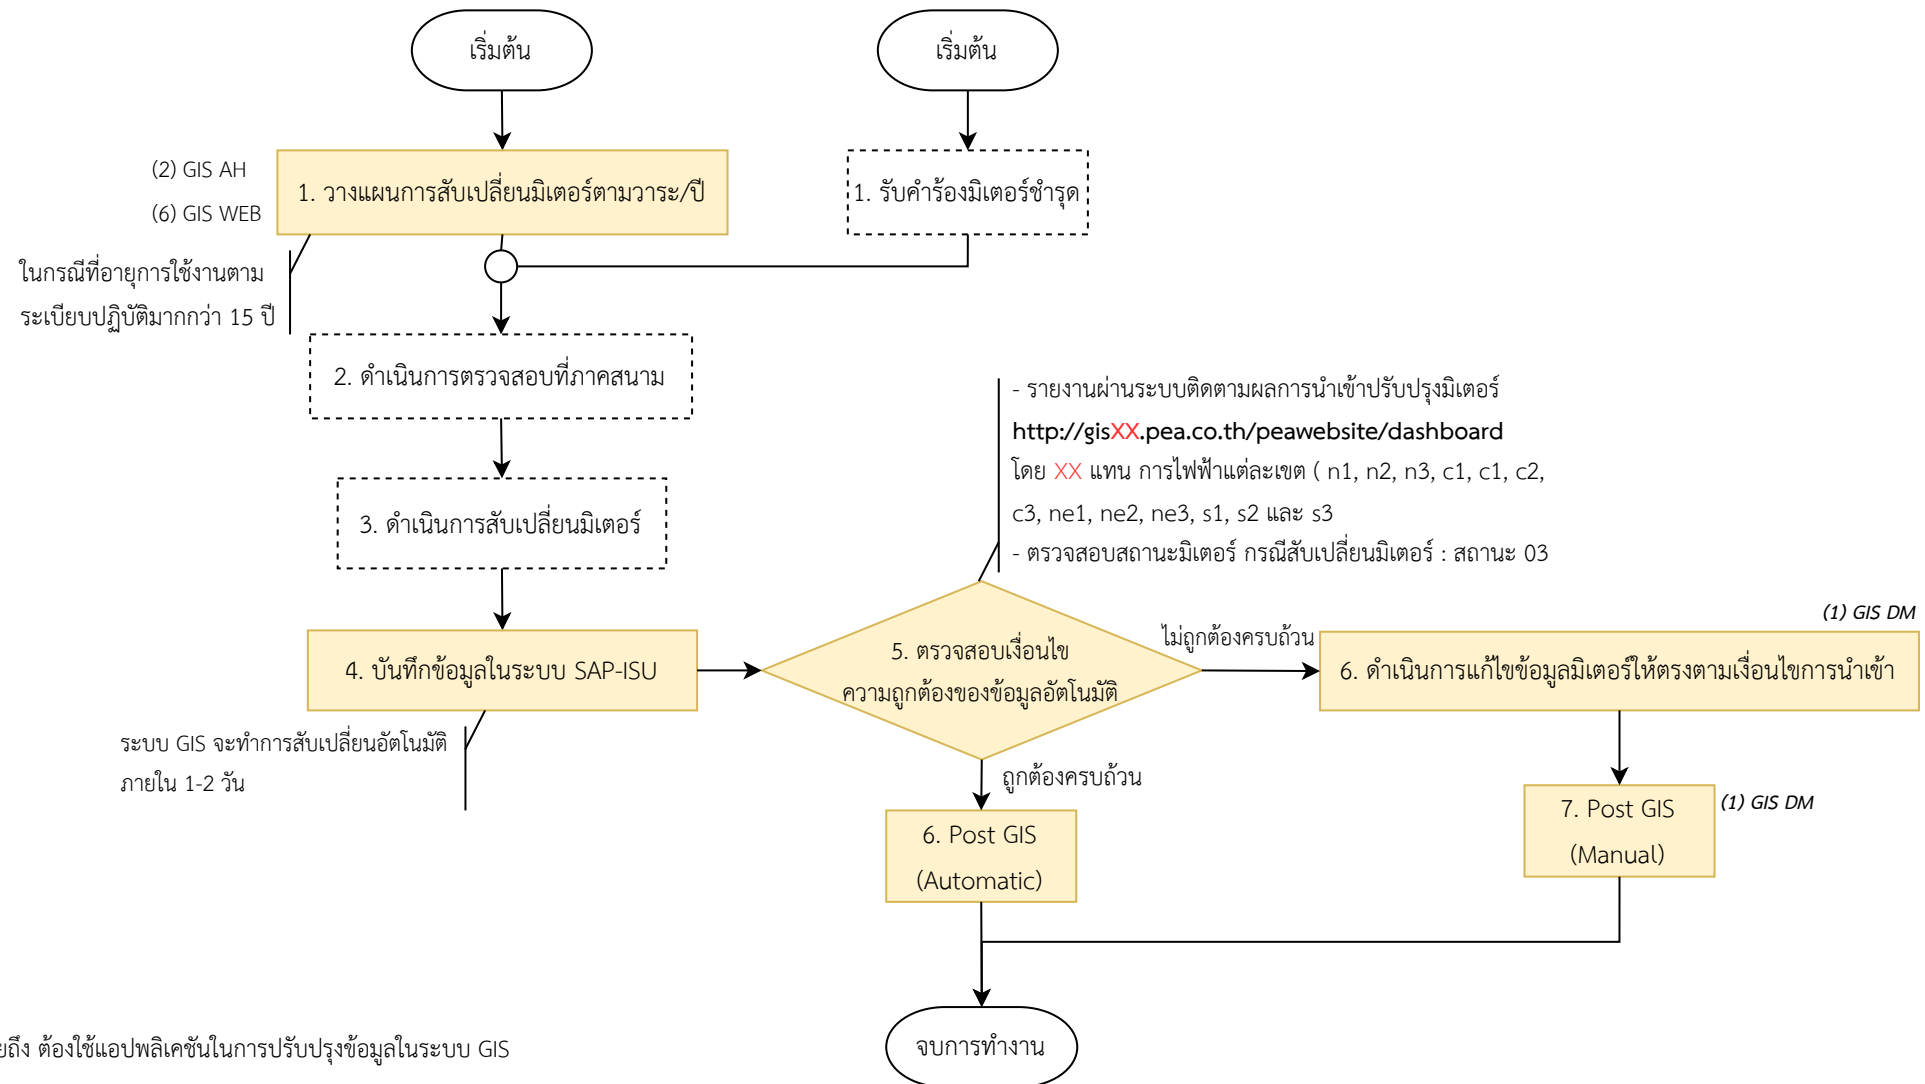 เริ่มต้น
เริ่มต้น
(2) GIS AH
(6) GIS WEB
1. วางแผนการสับเปลี่ยนมิเตอร์ตามวาระ/ปี
1. รับคำร้องมิเตอร์ชำรุด
ในกรณีที่อายุการใช้งานตาม
ระเบียบปฏิบัติมากกว่า 15 ปี
2. ดำเนินการตรวจสอบที่ภาคสนาม
3. ดำเนินการสับเปลี่ยนมิเตอร์
- รายงานผ่านระบบติดตามผลการนำเข้าปรับปรุงมิเตอร์
http://gisXX.pea.co.th/peawebsite/dashboard
โดย XX แทน การไฟฟ้าแต่ละเขต ( n1, n2, n3, c1, c1, c2,
c3, ne1, ne2, ne3, s1, s2 และ s3
- ตรวจสอบสถานะมิเตอร์ กรณีสับเปลี่ยนมิเตอร์ : สถานะ 03
4. บันทึกข้อมูลในระบบ SAP-ISU
ระบบ GIS จะทำการสับเปลี่ยนอัตโนมัติ
ภายใน 1-2 วัน
5. ตรวจสอบเงื่อนไข
ความถูกต้องของข้อมูลอัตโนมัติ
ไม่ถูกต้องครบถ้วน
(1) GIS DM
6. ดำเนินการแก้ไขข้อมูลมิเตอร์ให้ตรงตามเงื่อนไขการนำเข้า
ถูกต้องครบถ้วน
6. Post GIS
(Automatic)
7. Post GIS
(Manual)
(1) GIS DM
จบการทำงาน
ต้องใช้แอปพลิเคชันในการปรับปรุงข้อมูลในระบบ GIS